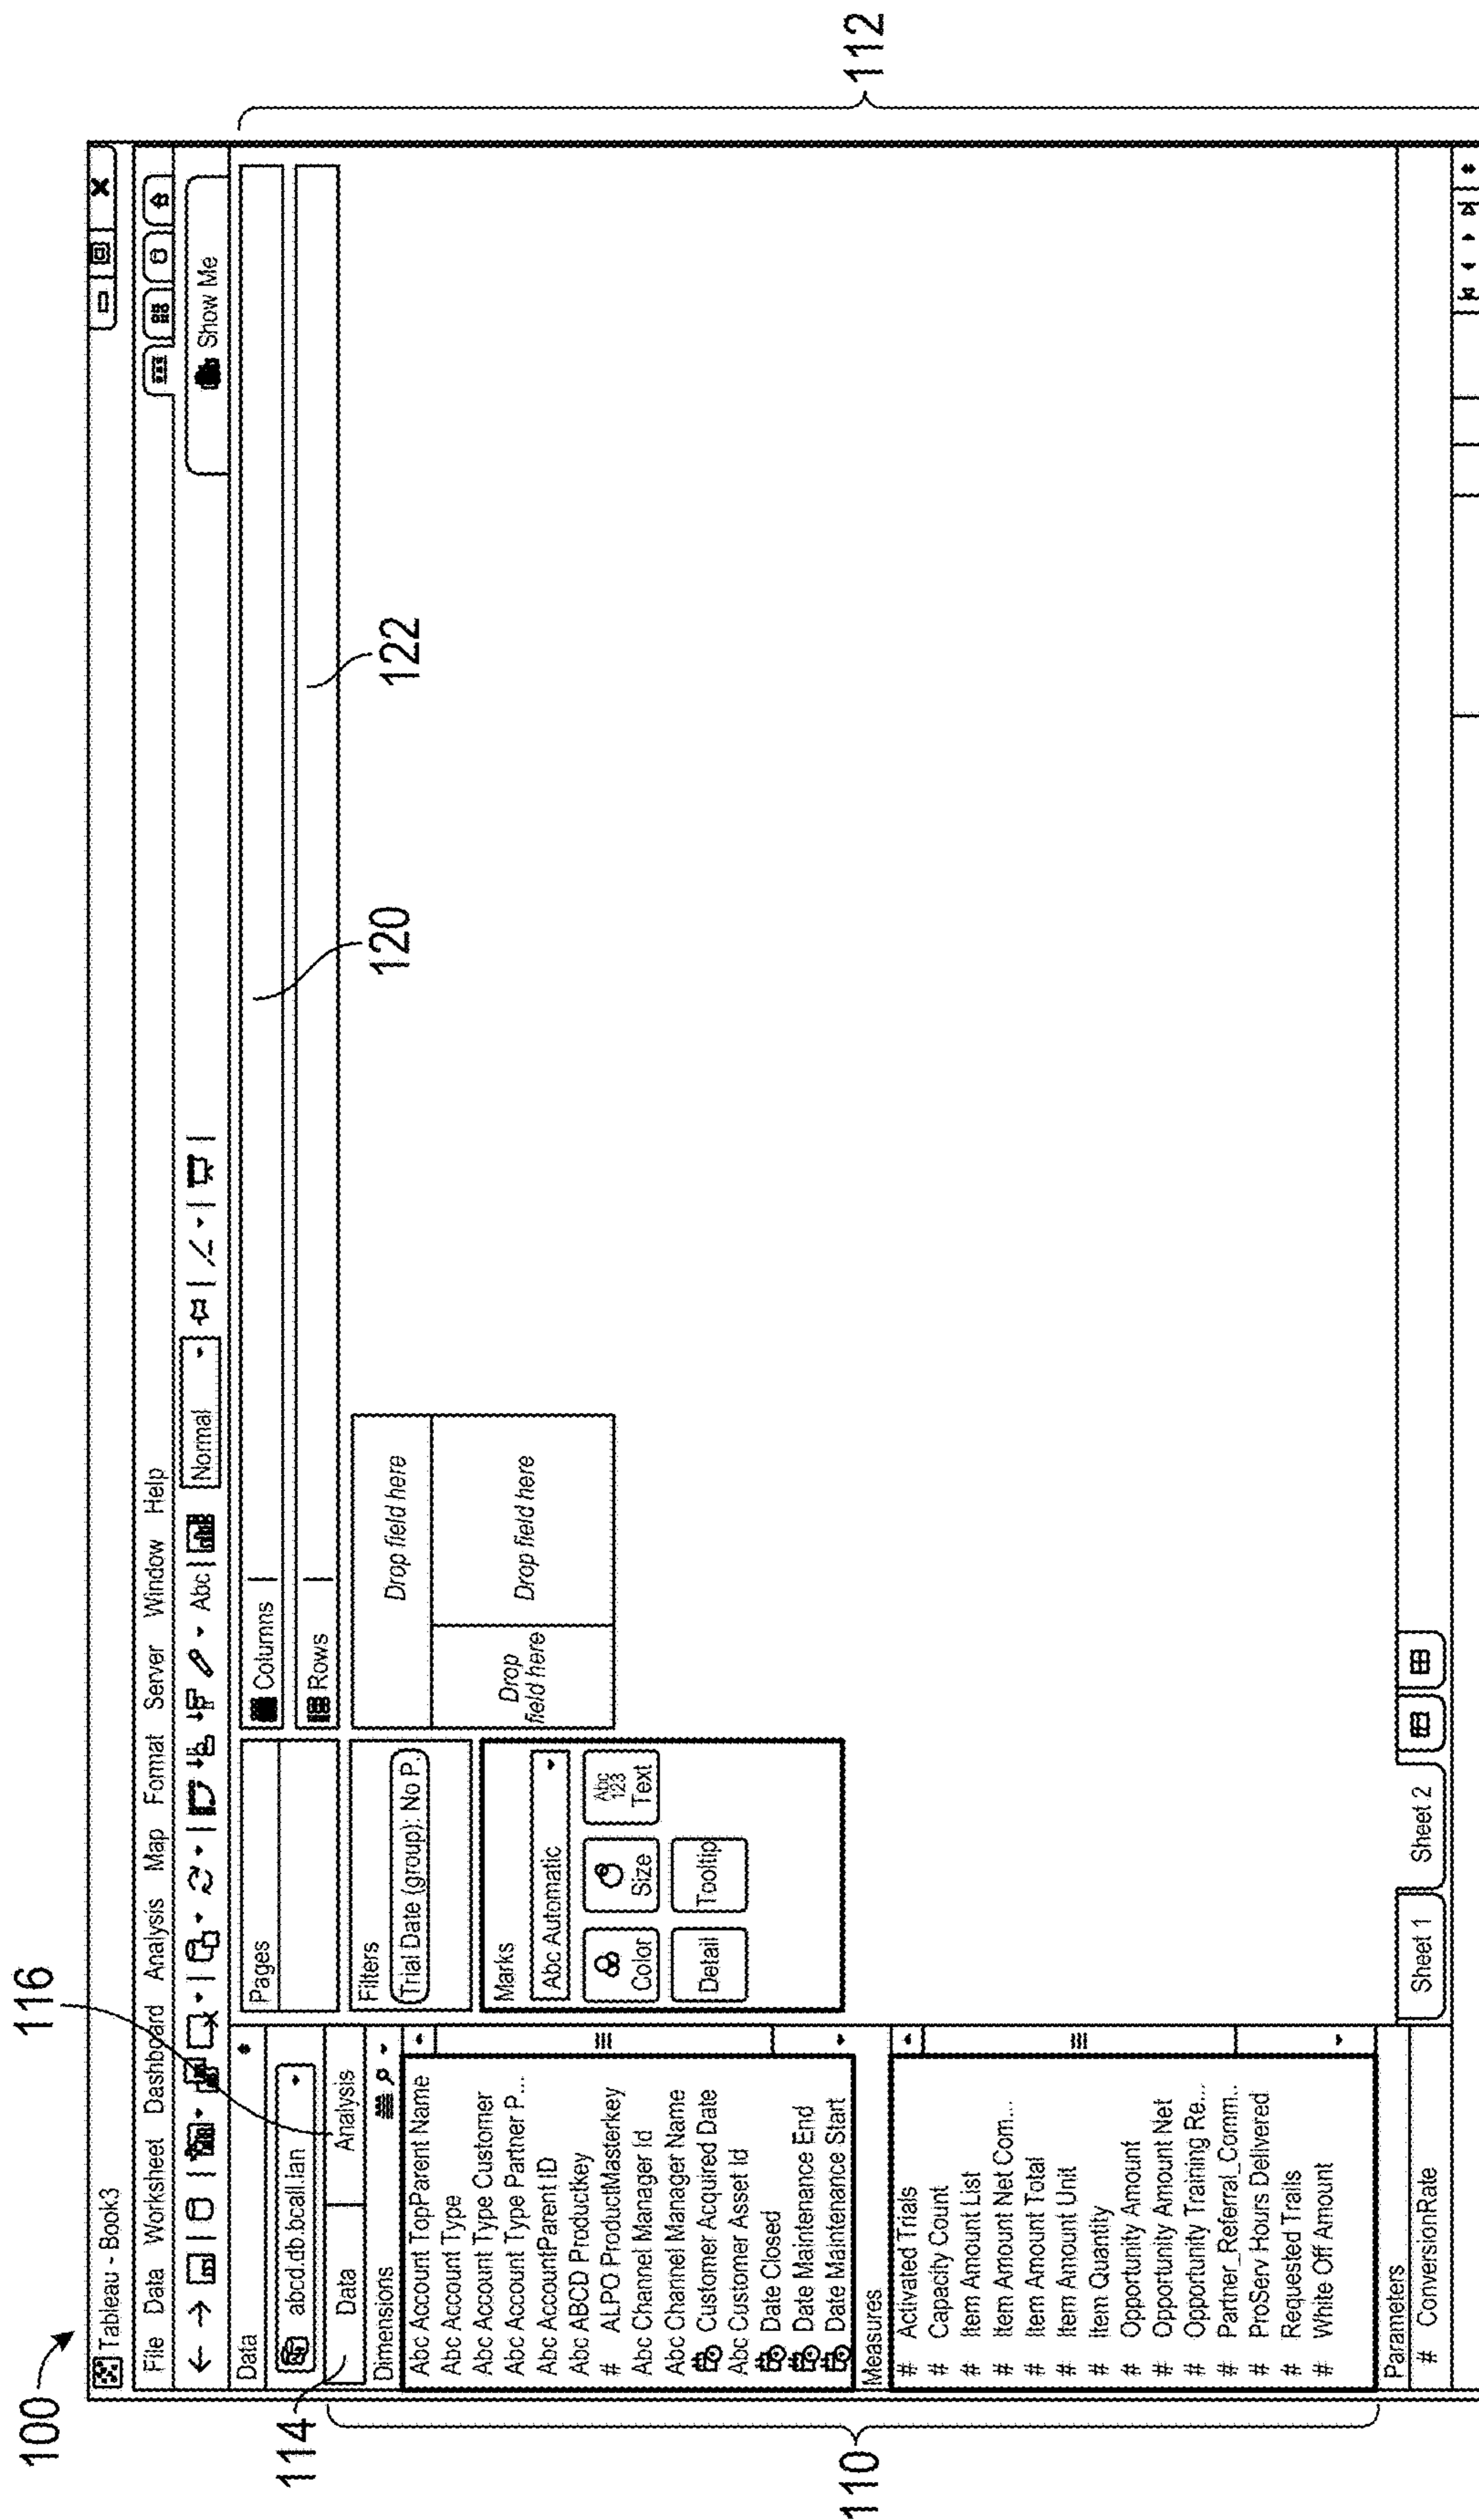 100
116
Tableau - Book3
File Data Worksheet Dashboard Analysis Map Format Server Window Help
Abc
Normal
Show Me
Data
abcd.db.bcall.lan
114
Data
Analysis
Dimensions
Abc Account TopParent Name
Abc Account Type
Abc Account Type Customer
Abc Account Type Partner P...
Abc AccountParent ID
Abc ABCD Productkey
# ALPO ProductMasterkey
Abc Channel Manager Id
Abc Channel Manager Name
Customer Acquired Date
Abc Customer Asset Id
Date Closed
Date Maintenance End
Date Maintenance Start
110
Measures
# Activated Trials
# Capacity Count
# Item Amount List
# Item Amount Net Com...
# Item Amount Total
# Item Amount Unit
# Item Quantity
# Opportunity Amount
# Opportunity Amount Net
# Opportunity Training Re...
# Partner_Referral_Comm..
# ProServ Hours Delivered
# Requested Trails
# White Off Amount
Parameters
# ConversionRate
Pages
Filters
Trial Date (group): No P.
Marks
Abc Automatic
Color
Size
Abc
123
Text
Detail
Tooltip
Columns
Rows
120
122
Drop field here
Drop
field here
Drop field here
112
Sheet 1
Sheet 2